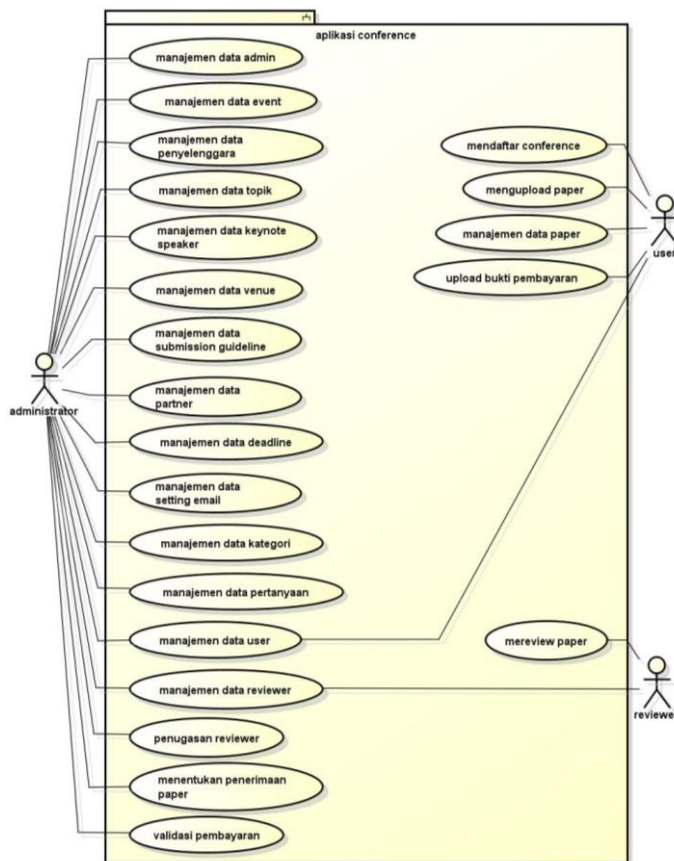 aplikasi conference
manajemen data admin
manajemen data event
manajemen data
penyelenggara
manajemen data topik
manajemen data keynote
speaker
manajemen data venue
manajemen data
submission guideline
manajemen data
partner
manajemen data deadline
manajemen data
setting email
manajemen data kategori
manajemen data pertanyaan
manajemen data user
manajemen data reviewer
penugasan reviewer
menentukan penerimaan
paper
validasi pembayaran
administrator
mendaftar conference
mengupload paper
manajemen data paper
upload bukti pembayaran
user
mereview paper
reviewer